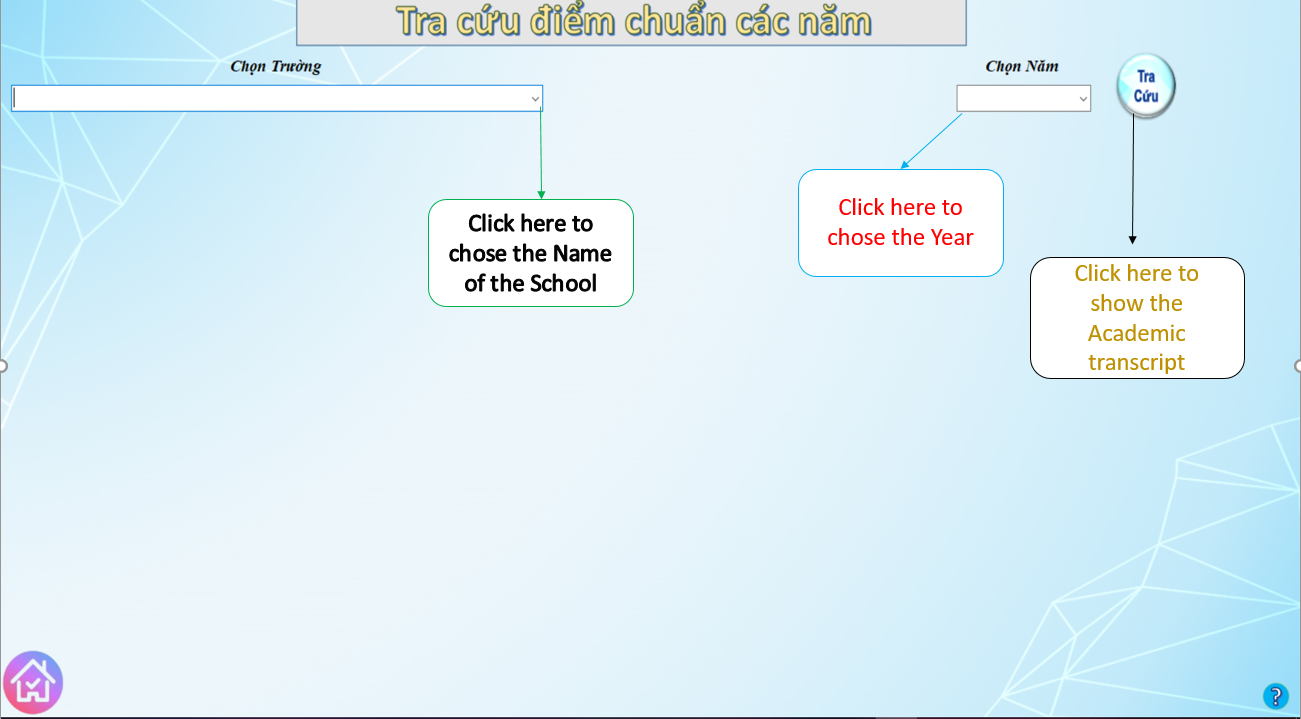 Tra cứu điểm chuẩn các năm
Chọn Trường
Chọn Năm
Tra
Cứu
Click here to
chose the Name
of the School
Click here to
chose the Year
Click here to
show the
Academic
transcript
?